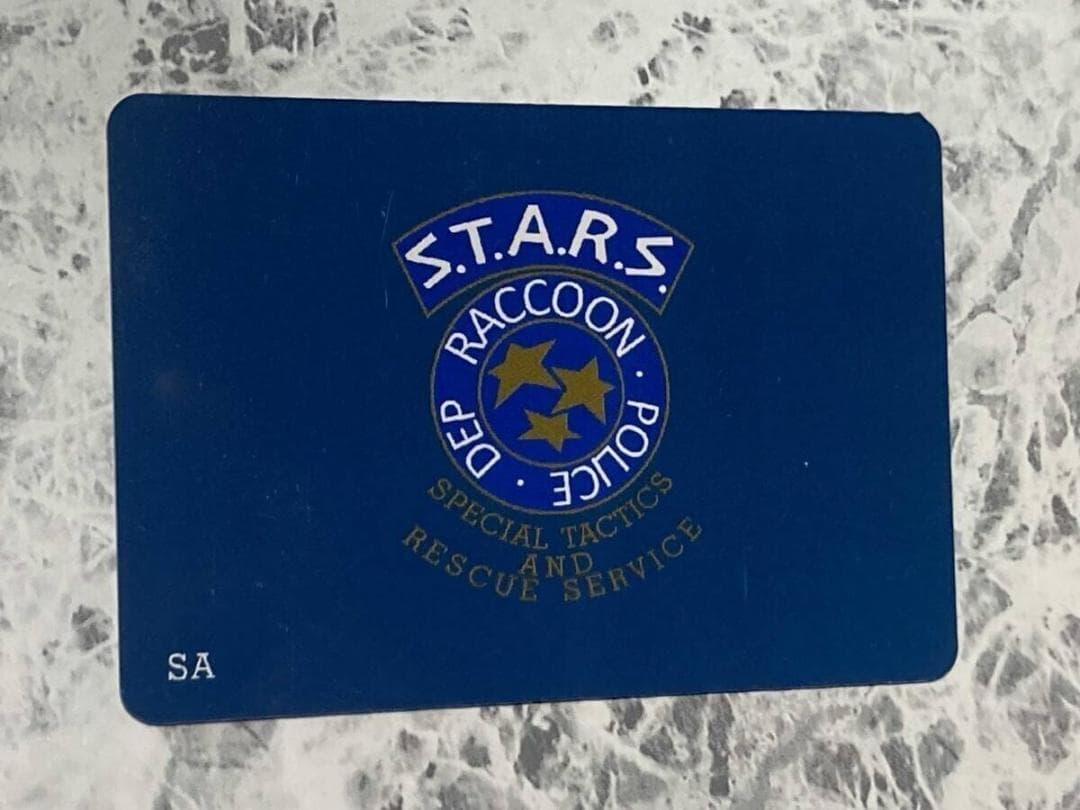 S.T.A.R.S.
RACCOON · POLICE · DEP
SPECIAL TACTICS
AND
RESCUE SERVICE
SA